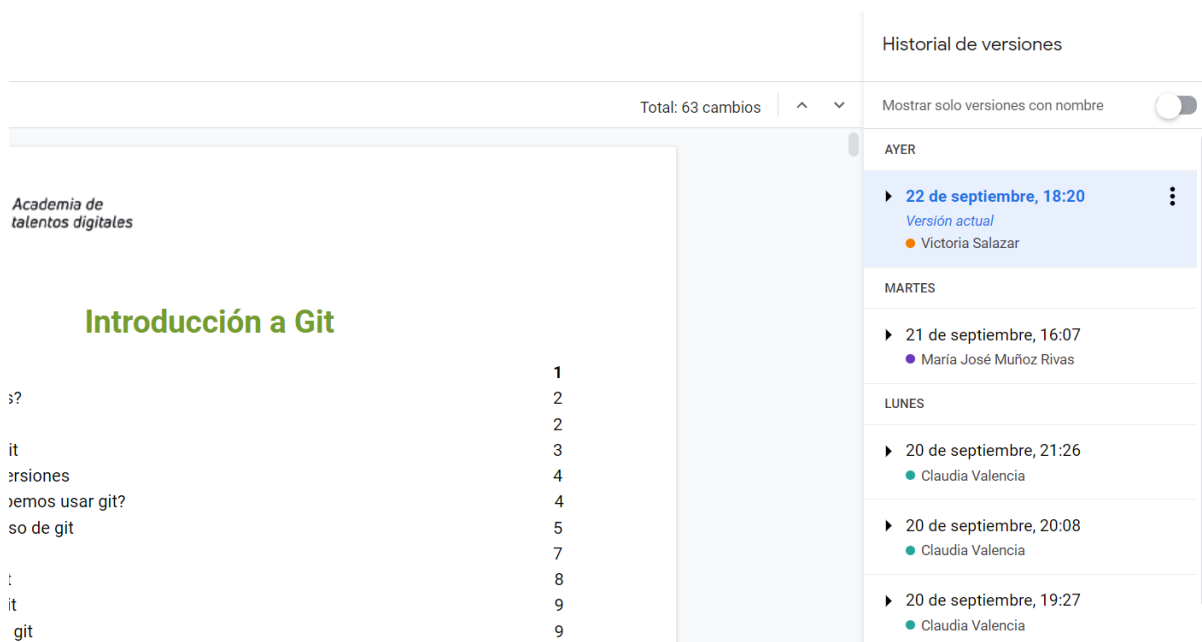 Historial de versiones
Total: 63 cambios
Mostrar solo versiones con nombre
AYER
22 de septiembre, 18:20
Versión actual
Victoria Salazar
MARTES
21 de septiembre, 16:07
María José Muñoz Rivas
LUNES
20 de septiembre, 21:26
Claudia Valencia
20 de septiembre, 20:08
Claudia Valencia
20 de septiembre, 19:27
Claudia Valencia
Academia de
talentos digitales
Introducción a Git
1
s? 2
2
it 3
ersiones 4
usar git? 4
so de git 5
7
t 8
it 9
git 9